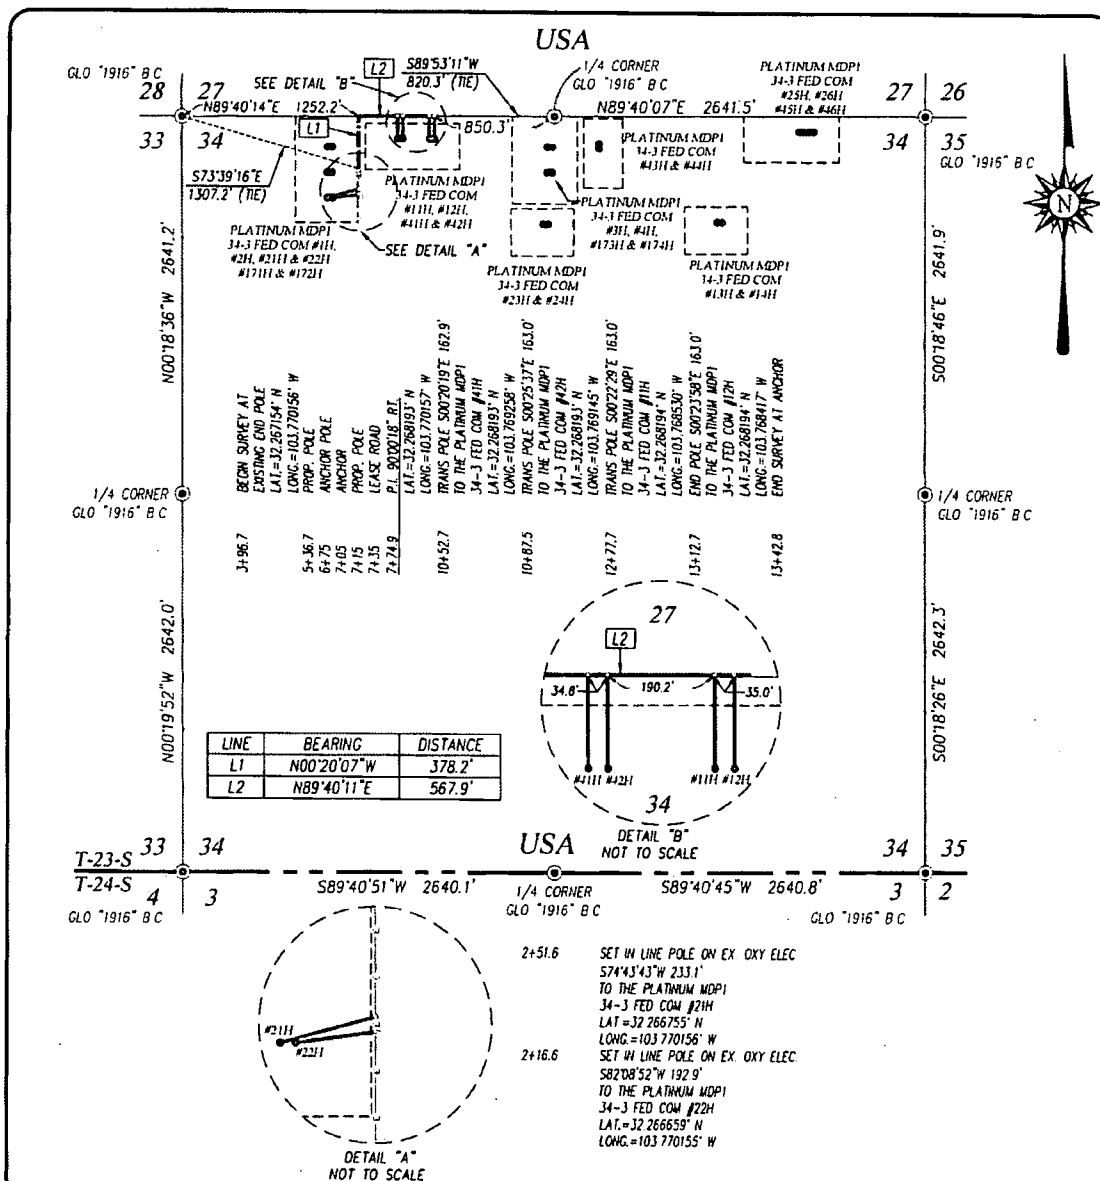 USA
GLO "1916" B C
28
27
SEE DETAIL "B"
L2
S89°53'11"W
820.3' (TIE)
1/4 CORNER
GLO "1916" B C
PLATINUM MDP1
34-3 FED COM
#25H, #26H
#45H & #46H
27
26
N89°40'14"E 1252.2'
850.3'
N89°40'07"E 2641.5'
33
34
L1
34
35
GLO "1916" B C
S73°39'16"E
1307.2' (TIE)
PLATINUM MDP1
34-3 FED COM
#11H, #12H,
#41H & #42H
PLATINUM MDP1
34-3 FED COM
#43H & #44H
PLATINUM MDP1
34-3 FED COM
#3H, #4H,
#173H & #174H
N
PLATINUM MDP1
34-3 FED COM #1H,
#2H, #21H & #22H
#171H & #172H
SEE DETAIL "A"
PLATINUM MDP1
34-3 FED COM
#23H & #24H
PLATINUM MDP1
34-3 FED COM
#13H & #14H
N00°18'36"W 2641.2'
S00°18'46"E 2641.9'
3+96.7 BEGIN SURVEY AT
EXISTING END POLE
LAT.=32.267154° N
LONG.=103.770156° W
5+36.7 PROP. POLE
6+75 ANCHOR POLE
7+05 ANCHOR
7+15 PROP. POLE
7+35 LEASE ROAD
7+74.9 P.I. 90°00'18" RT.
LAT.=32.268193° N
LONG.=103.770157° W
10+52.7 TRANS POLE S00°20'19"E 162.9'
TO THE PLATINUM MDP1
34-3 FED COM #41H
LAT.=32.268193° N
LONG.=103.769258° W
10+87.5 TRANS POLE S00°25'37"E 163.0'
TO THE PLATINUM MDP1
34-3 FED COM #42H
LAT.=32.268193° N
LONG.=103.769145° W
12+77.7 TRANS POLE S00°22'29"E 163.0'
TO THE PLATINUM MDP1
34-3 FED COM #11H
LAT.=32.268194° N
LONG.=103.768530° W
13+12.7 END POLE S00°23'58"E 163.0'
TO THE PLATINUM MDP1
34-3 FED COM #12H
LAT.=32.268194° N
LONG.=103.768417° W
13+42.8 END SURVEY AT ANCHOR
1/4 CORNER
GLO "1916" B C
1/4 CORNER
GLO "1916" B C
N00°19'52"W 2642.0'
S00°18'26"E 2642.3'
27
L2
34.8'
190.2'
35.0'
#41H
#42H
#11H
#12H
34
DETAIL "B"
NOT TO SCALE
LINE BEARING DISTANCE
L1 N00°20'07"W 378.2'
L2 N89°40'11"E 567.9'
T-23-S
33
34
USA
34
35
T-24-S
4
3
S89°40'51"W 2640.1'
1/4 CORNER
GLO "1916" B C
S89°40'45"W 2640.8'
3
2
GLO "1916" B C
GLO "1916" B C
#21H
#22H
DETAIL "A"
NOT TO SCALE
2+51.6 SET IN LINE POLE ON EX. OXY ELEC
S74°43'43"W 233.1'
TO THE PLATINUM MDP1
34-3 FED COM #21H
LAT.=32.266755° N
LONG.=103.770156° W
2+16.6 SET IN LINE POLE ON EX. OXY ELEC.
S82°08'52"W 192.9'
TO THE PLATINUM MDP1
34-3 FED COM #22H
LAT.=32.266659° N
LONG.=103.770155° W